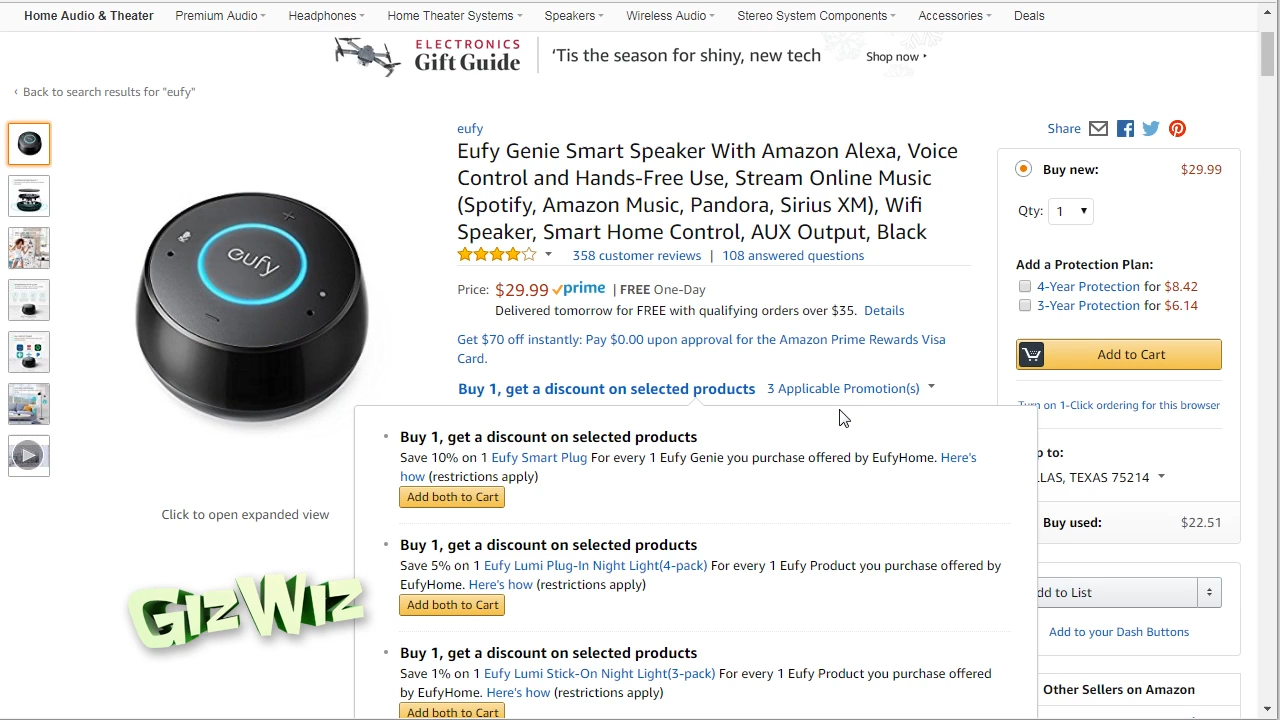 Home Audio & Theater Premium Audio Headphones Home Theater Systems Speakers Wireless Audio Stereo System Components Accessories Deals
ELECTRONICS
Gift Guide
‘Tis the season for shiny, new tech
Shop now
‹ Back to search results for "eufy"
eufy
Share
Eufy Genie Smart Speaker With Amazon Alexa, Voice
Control and Hands-Free Use, Stream Online Music
(Spotify, Amazon Music, Pandora, Sirius XM), Wifi
Speaker, Smart Home Control, AUX Output, Black
358 customer reviews | 108 answered questions
Price: $29.99 prime | FREE One-Day
Delivered tomorrow for FREE with qualifying orders over $35. Details
Get $70 off instantly: Pay $0.00 upon approval for the Amazon Prime Rewards Visa
Card.
Buy 1, get a discount on selected products 3 Applicable Promotion(s)
eufy
Click to open expanded view
GizWiz
Buy 1, get a discount on selected products
Save 10% on 1 Eufy Smart Plug For every 1 Eufy Genie you purchase offered by EufyHome. Here's
how (restrictions apply)
Add both to Cart
Buy 1, get a discount on selected products
Save 5% on 1 Eufy Lumi Plug-In Night Light(4-pack) For every 1 Eufy Product you purchase offered by
EufyHome. Here's how (restrictions apply)
Add both to Cart
Buy 1, get a discount on selected products
Save 1% on 1 Eufy Lumi Stick-On Night Light(3-pack) For every 1 Eufy Product you purchase offered
by EufyHome. Here's how (restrictions apply)
Add both to Cart
Buy new: $29.99
Qty: 1
Add a Protection Plan:
4-Year Protection for $8.42
3-Year Protection for $6.14
Add to Cart
Turn on 1-Click ordering for this browser
p to:
LAS, TEXAS 75214
Buy used: $22.51
dd to List
Add to your Dash Buttons
Other Sellers on Amazon